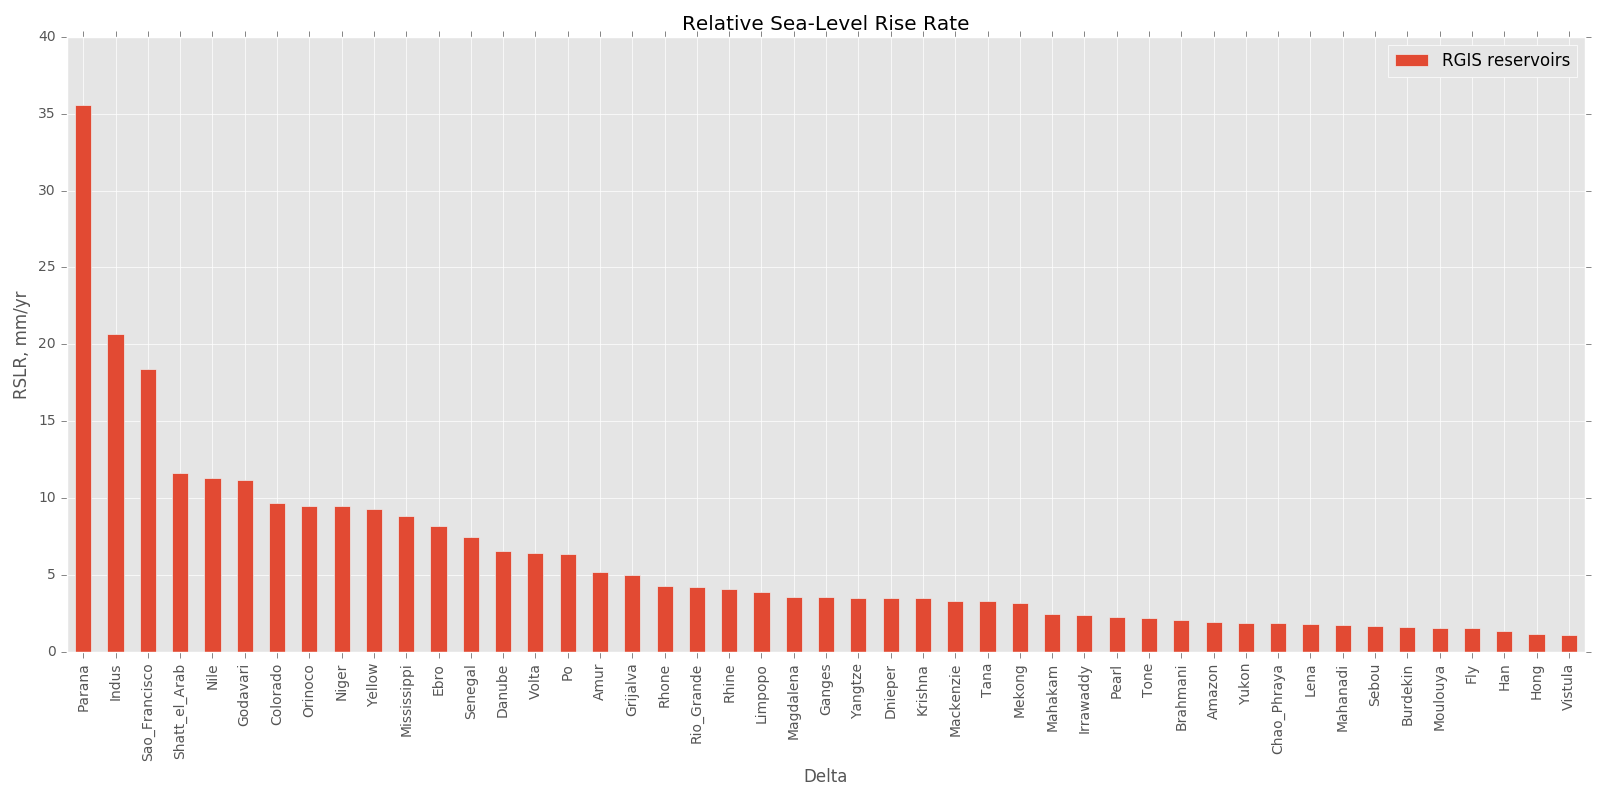 Relative Sea-Level Rise Rate
RGIS reservoirs
RSLR, mm/yr
40
35
30
25
20
15
10
5
0
Parana
Indus
Sao_Francisco
Shatt_el_Arab
Nile
Godavari
Colorado
Orinoco
Niger
Yellow
Mississippi
Ebro
Senegal
Danube
Volta
Po
Amur
Grijalva
Rhone
Rio_Grande
Rhine
Limpopo
Magdalena
Ganges
Yangtze
Dnieper
Krishna
Mackenzie
Tana
Mekong
Mahakam
Irrawaddy
Pearl
Tone
Brahmani
Amazon
Yukon
Chao_Phraya
Lena
Mahanadi
Sebou
Burdekin
Moulouya
Fly
Han
Hong
Vistula
Delta